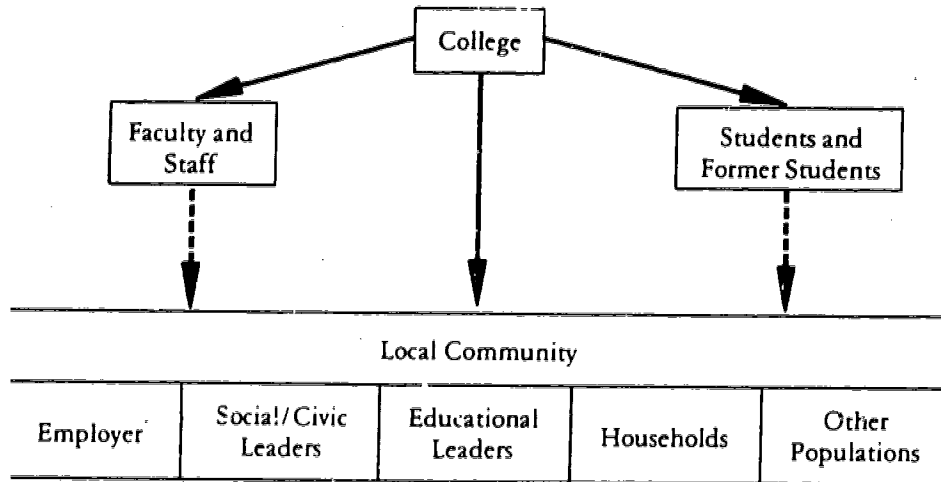 College
Faculty and
Staff
Students and
Former Students
Local Community
Employer
Social/Civic
Leaders
Educational
Leaders
Households
Other
Populations